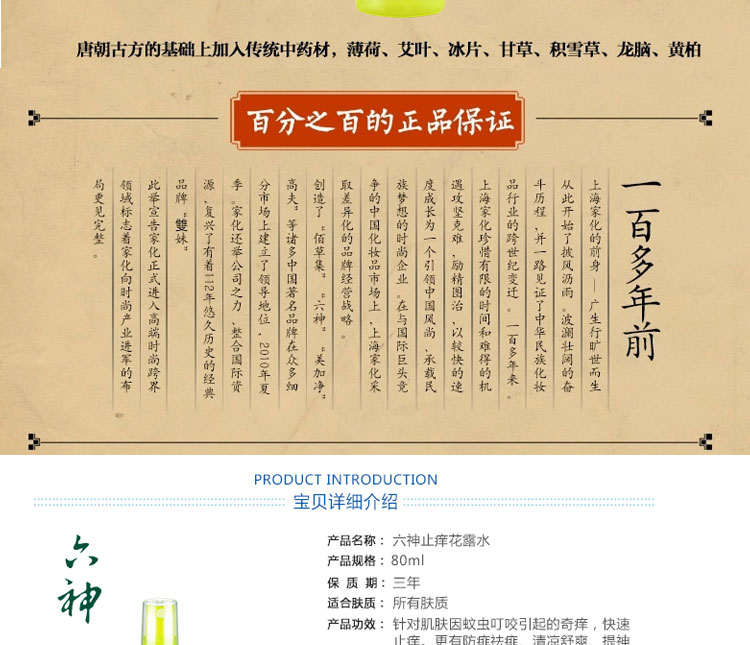 唐朝古方的基础上加入传统中药材，薄荷、艾叶、冰片、甘草、积雪草、龙脑、黄柏
百分之百的正品保证
一百多年前
上海家化的前身—广生行旷世而生
从此开始了披风沥雨。波澜壮阔的奋
斗历程，并一路见证了中华民族化妆
品行业的跨世纪变迁。一百多年来。
上海家化珍惜有限的时间和难得的机
遇攻坚克难，励精图治，以较快的速
度成长为一个引领中国风尚、承载民
族梦想的时尚企业。在与国际巨头竞
争的中国化妆品市场上，上海家化采
取差异化的品牌经营战略。
创造了“佰草集”“六神”“美加净”
高夫”等诸多中国著名品牌在众多细
分市场上建立了领导地位，2010年夏
季。家化还举公司之力，整合国际资
源，复兴了有着112年悠久历史的经典
品牌“雙妹”
此举宣告家化正式进入高端时尚跨界
领域标志着家化向时尚产业进军的布
局更见完整。
PRODUCT INTRODUCTION
宝贝详细介绍
六神
产品名称： 六神止痒花露水
产品规格： 80ml
保 质 期： 三年
适合肤质： 所有肤质
产品功效： 针对肌肤因蚊虫叮咬引起的奇痒，快速
止痒。更有防痱祛痱、清凉舒爽、提神